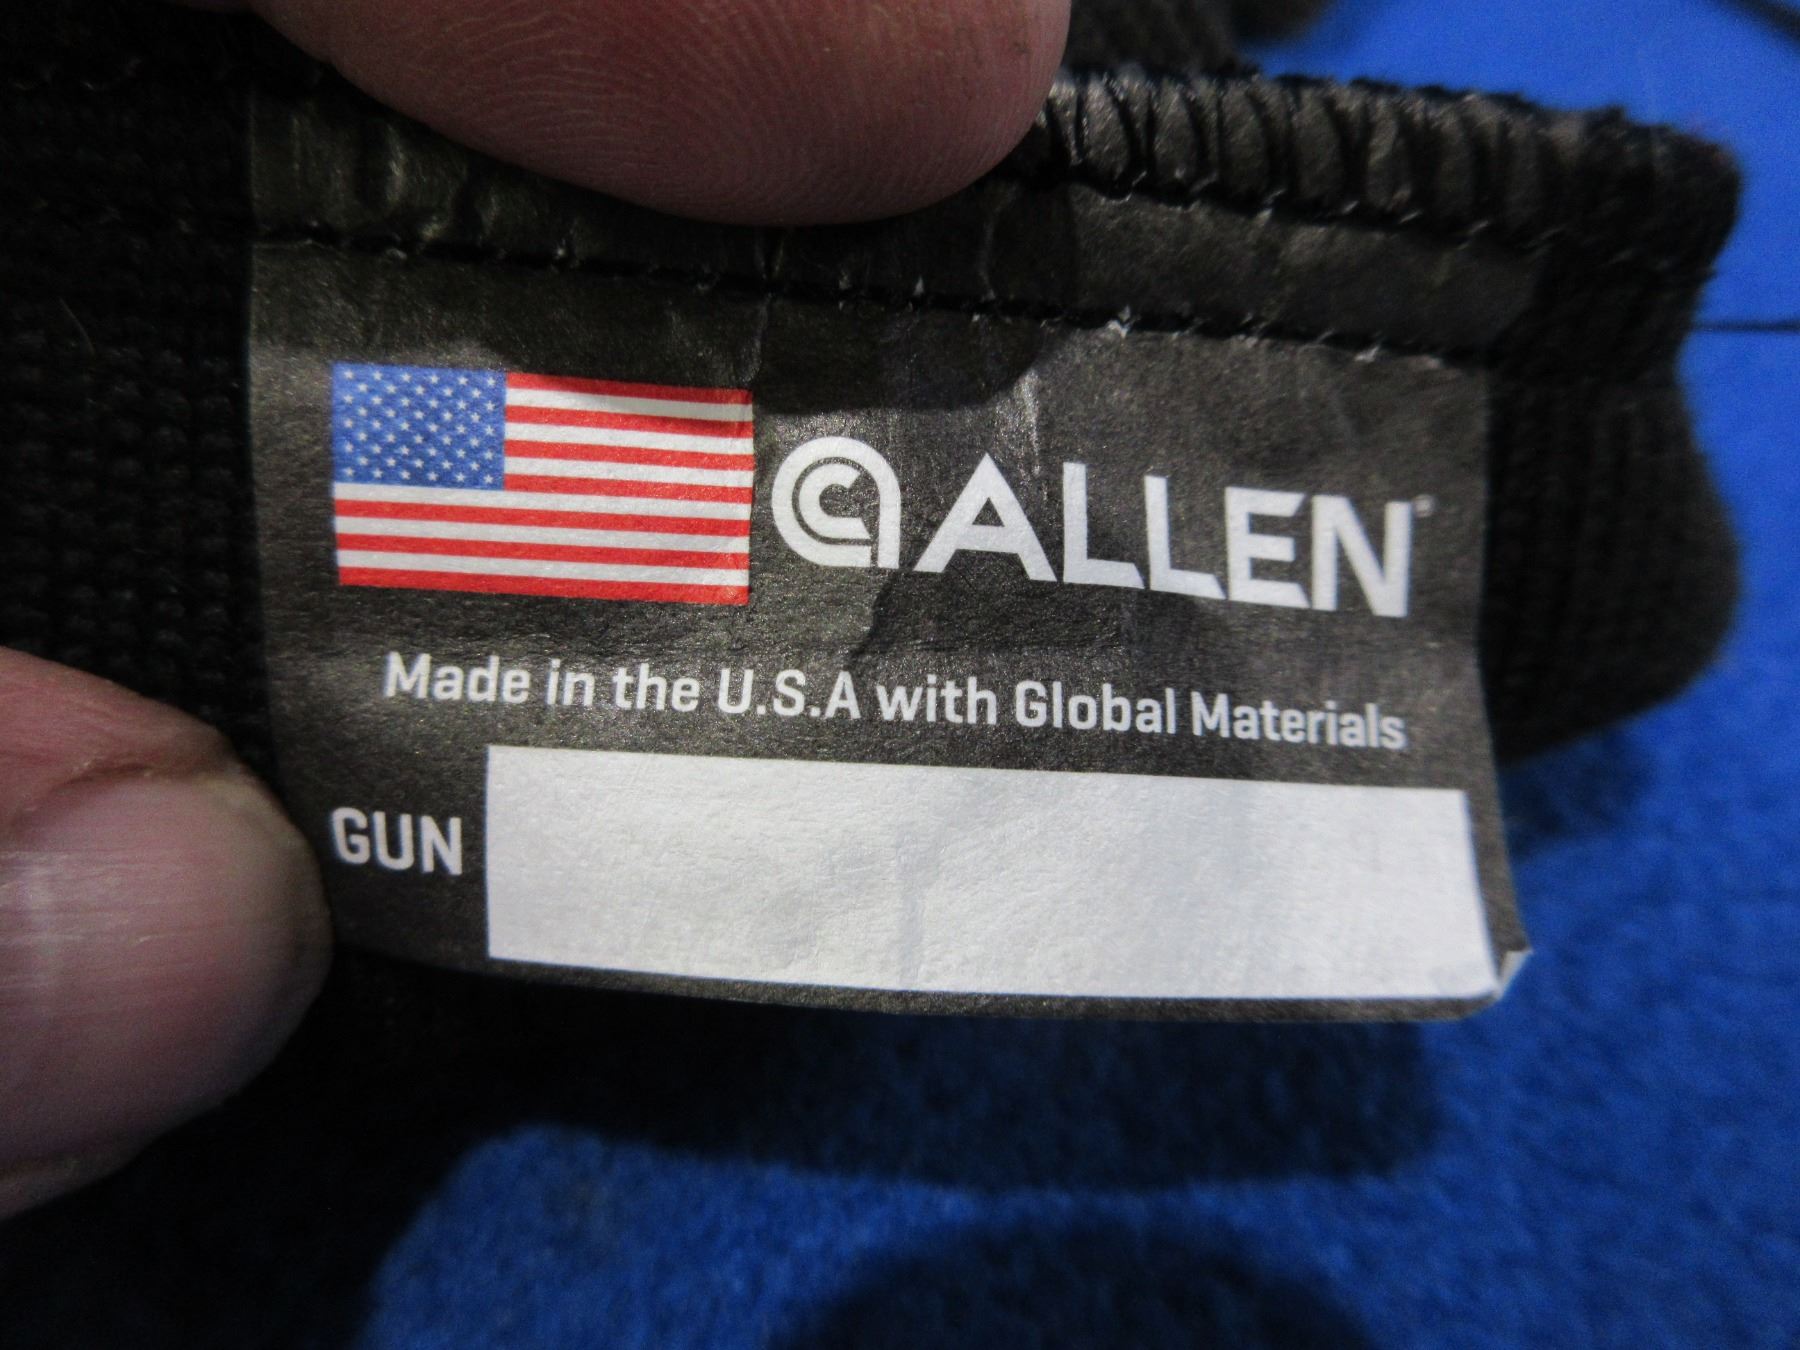 ALLEN
Made in the U.S.A with Global Materials
GUN